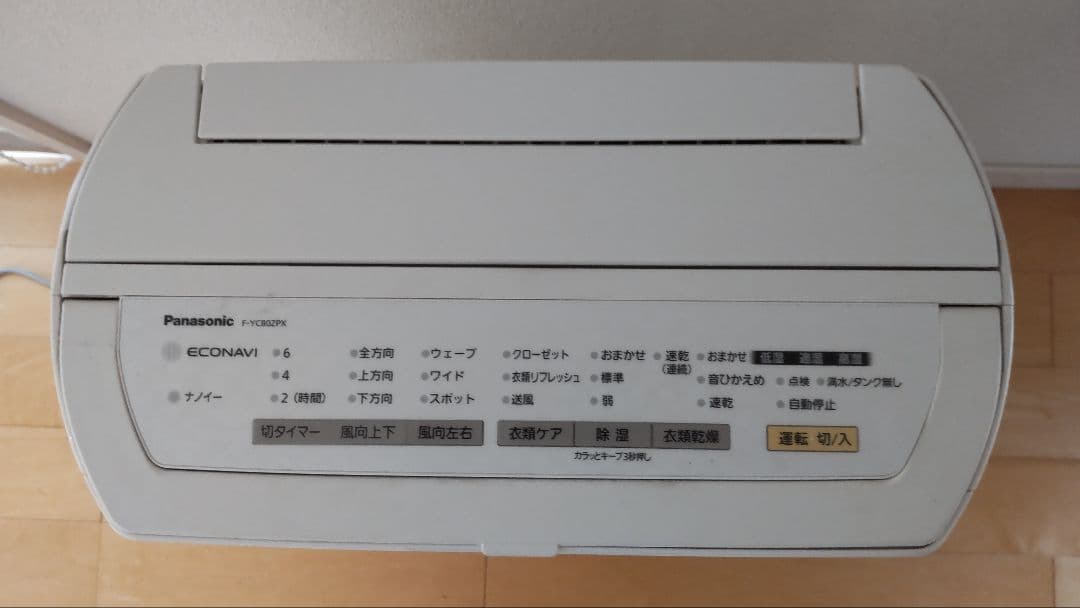 Panasonic F-YC80ZPX
ECONAVI 6 全方向 ウェーブ クローゼット おまかせ 速乾 おまかせ 低湿 適湿 高湿
(連続)
4 上方向 ワイド 衣類リフレッシュ 標準 音ひかえめ 点検 満水/タンク無し
ナノイー 2 (時間) 下方向 スポット 送風 弱 速乾 自動停止
切タイマー 風向上下 風向左右 衣類ケア 除湿 衣類乾燥 運転 切/入
カラッとキープ3秒押し